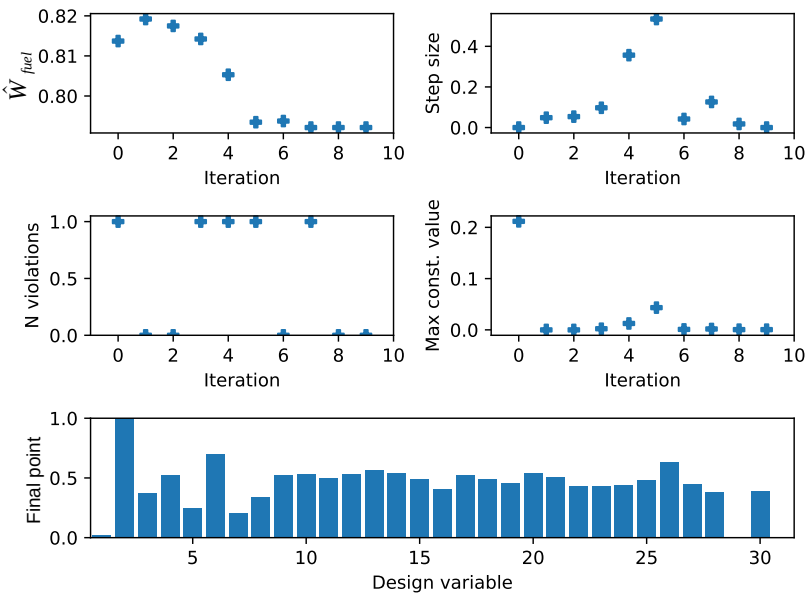 0.82
0.81
0.80
Ŵ fuel
0 2 4 6 8 10
Iteration
0.4
0.2
0.0
Step size
0 2 4 6 8 10
Iteration
1.0
0.5
0.0
N violations
0 2 4 6 8 10
Iteration
0.2
0.1
0.0
Max const. value
0 2 4 6 8 10
Iteration
1.0
0.5
0.0
Final point
5 10 15 20 25 30
Design variable